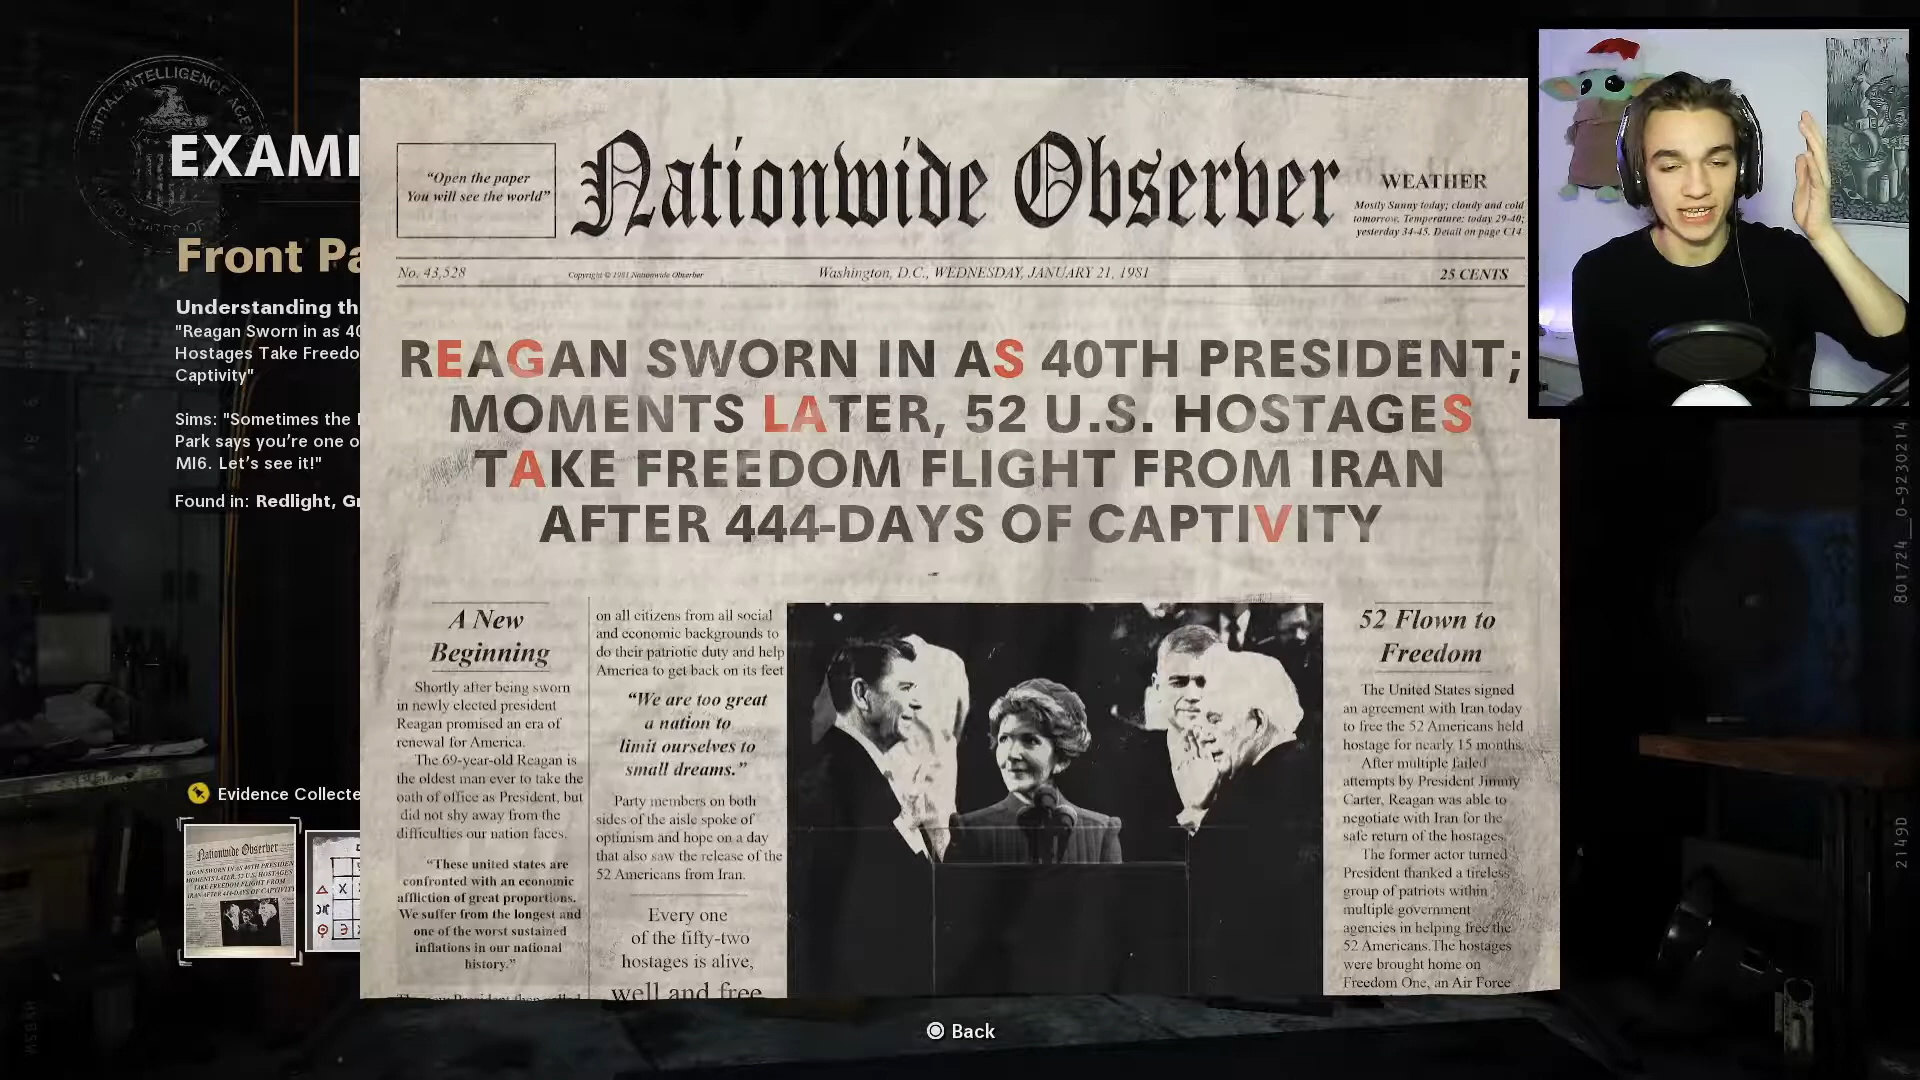 CENTRAL INTELLIGENCE AGENCY
EXAMI
Front Pa
Understanding th
"Reagan Sworn in as 40
Hostages Take Freedo
Captivity"
Sims: "Sometimes the
Park says you're one o
MI6. Let's see it!"
Found in: Redlight, Gr
Evidence Collecte
"Open the paper
You will see the world"
Nationwide Observer
WEATHER
Mostly Sunny today; cloudy and cold
tomorrow. Temperature: today 29-40;
yesterday 34-45. Detail on page C14
No. 43,528
Copyright © 1981 Nationwide Observer
Washington, D.C., WEDNESDAY, JANUARY 21, 1981
25 CENTS
REAGAN SWORN IN AS 40TH PRESIDENT;
MOMENTS LATER, 52 U.S. HOSTAGES
TAKE FREEDOM FLIGHT FROM IRAN
AFTER 444-DAYS OF CAPTIVITY
A New
Beginning
Shortly after being sworn
in newly elected president
Reagan promised an era of
renewal for America.
The 69-year-old Reagan is
the oldest man ever to take the
oath of office as President, but
did not shy away from the
difficulties our nation faces.
"These united states are
confronted with an economic
affliction of great proportions.
We suffer from the longest and
one of the worst sustained
inflations in our national
history."
on all citizens from all social
and economic backgrounds to
do their patriotic duty and help
America to get back on its feet
"We are too great
a nation to
limit ourselves to
small dreams."
Party members on both
sides of the aisle spoke of
optimism and hope on a day
that also saw the release of the
52 Americans from Iran.
Every one
of the fifty-two
hostages is alive,
well and free
52 Flown to
Freedom
The United States signed
an agreement with Iran today
to free the 52 Americans held
hostage for nearly 15 months.
After multiple failed
attempts by President Jimmy
Carter, Reagan was able to
negotiate with Iran for the
safe return of the hostages.
The former actor turned
President thanked a tireless
group of patriots within
multiple government
agencies in helping free the
52 Americans. The hostages
were brought home on
Freedom One, an Air Force
Back
801724__0-9230214
2149D